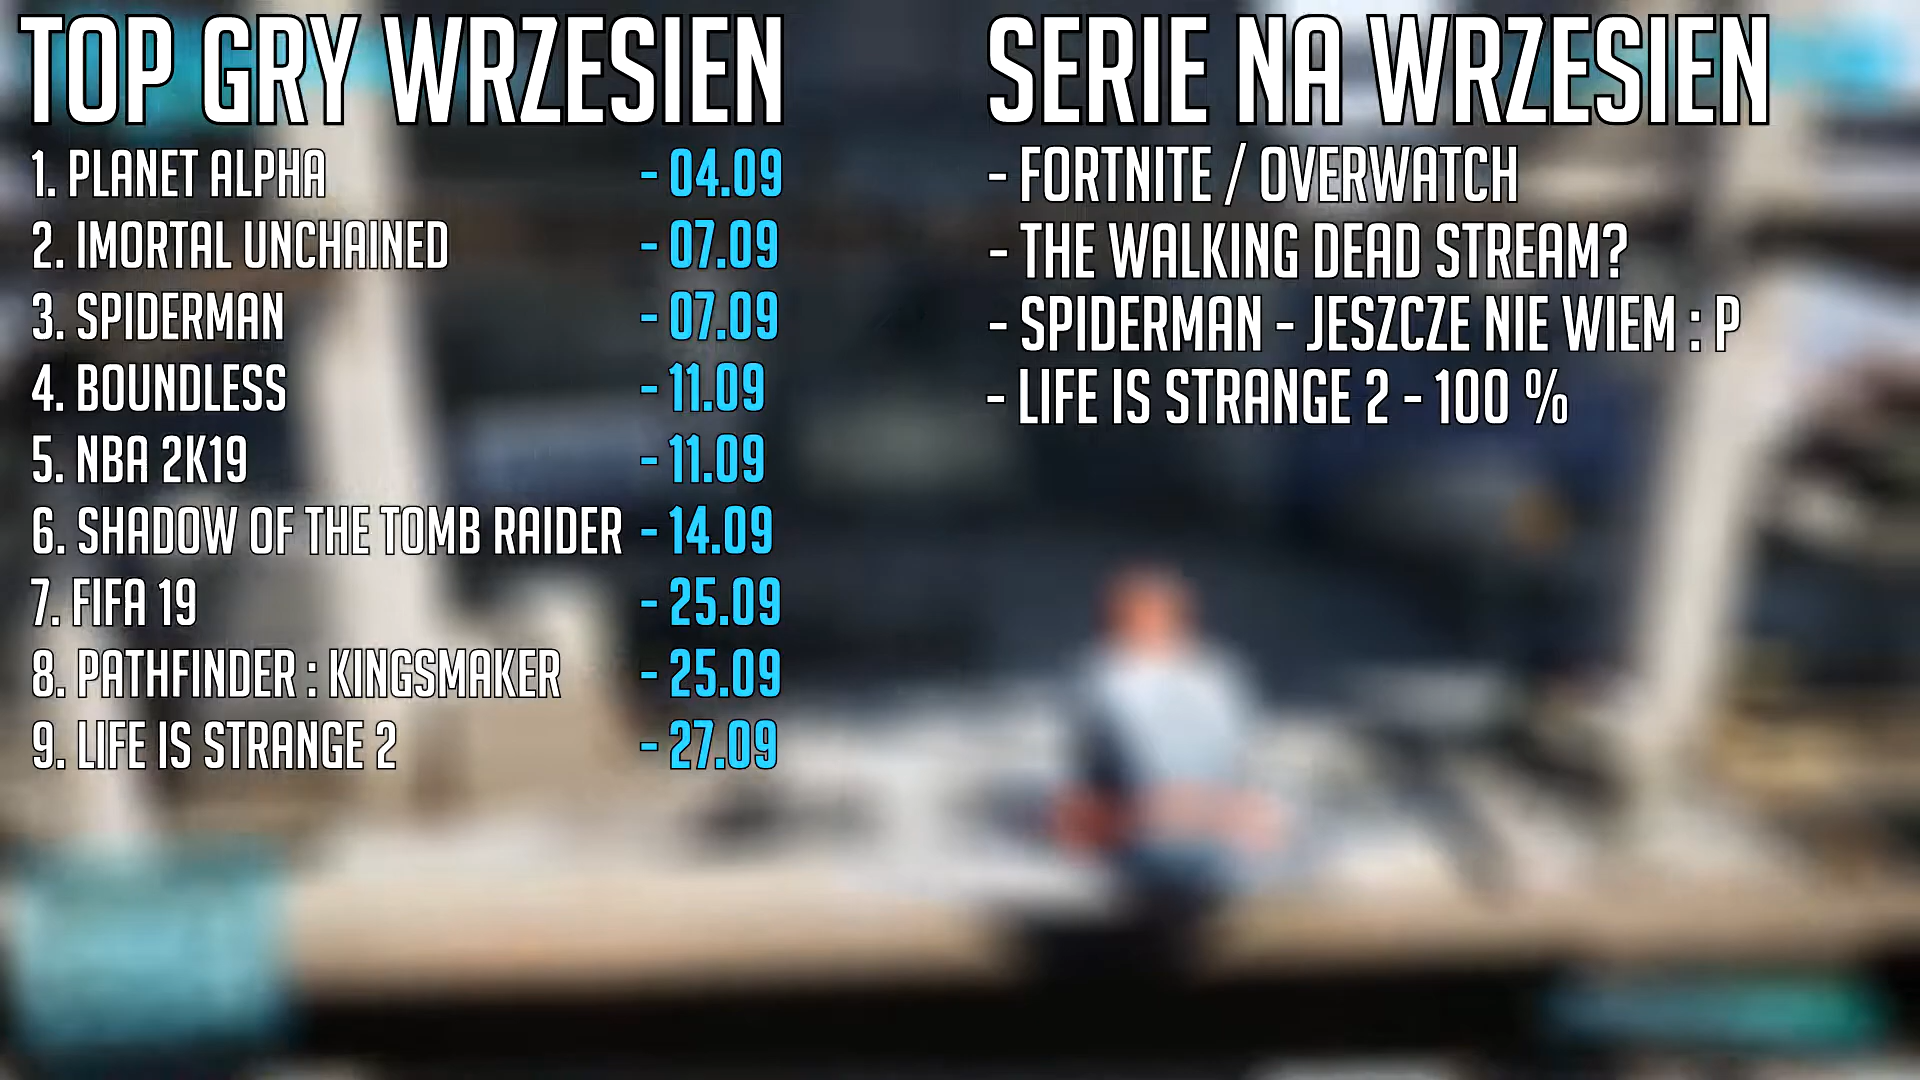 TOP GRY WRZESIEN
1. PLANET ALPHA - 04.09
2. IMORTAL UNCHAINED - 07.09
3. SPIDERMAN - 07.09
4. BOUNDLESS - 11.09
5. NBA 2K19 - 11.09
6. SHADOW OF THE TOMB RAIDER - 14.09
7. FIFA 19 - 25.09
8. PATHFINDER : KINGSMAKER - 25.09
9. LIFE IS STRANGE 2 - 27.09
SERIE NA WRZESIEN
- FORTNITE / OVERWATCH
- THE WALKING DEAD STREAM?
- SPIDERMAN - JESZCZE NIE WIEM : P
- LIFE IS STRANGE 2 - 100 %